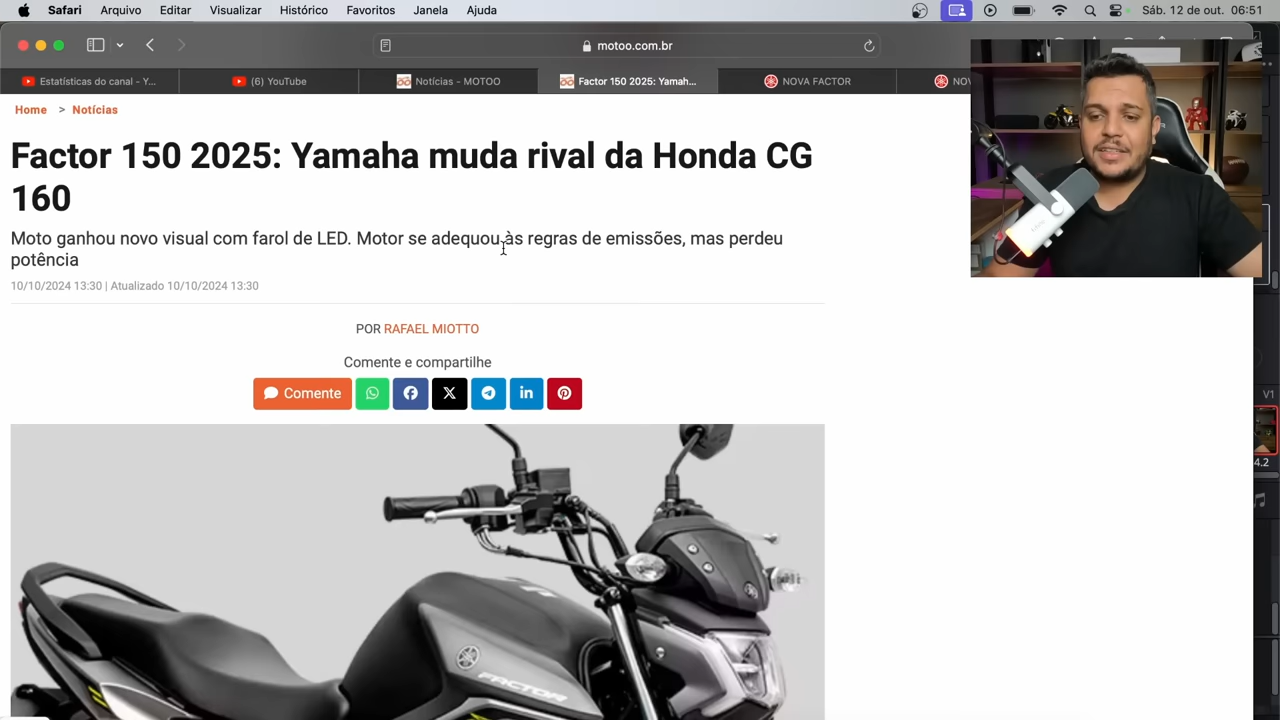 Safari Arquivo Editar Visualizar Histórico Favoritos Janela Ajuda Sáb. 12 de out. 06:51
motoo.com.br
Estatísticas do canal - Y... (6) YouTube Notícias - MOTOO Factor 150 2025: Yamah... NOVA FACTOR NOV
Home > Notícias
Factor 150 2025: Yamaha muda rival da Honda CG
160
Moto ganhou novo visual com farol de LED. Motor se adequou às regras de emissões, mas perdeu
potência
10/10/2024 13:30 | Atualizado 10/10/2024 13:30
POR RAFAEL MIOTTO
Comente e compartilhe
Comente
V1
4.2
FACTOR